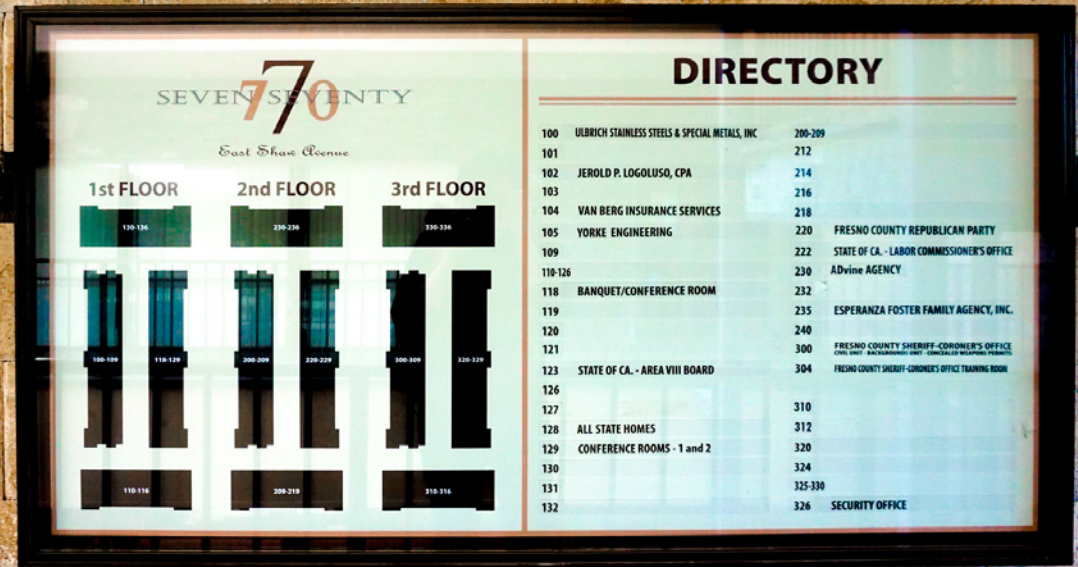 770
SEVEN SEVENTY
East Shaw Avenue
1st FLOOR 2nd FLOOR 3rd FLOOR
130-136 230-236 330-336
100-109 118-129 200-209 220-229 300-309 320-329
110-116 209-219 310-316
DIRECTORY
100 ULBRICH STAINLESS STEELS & SPECIAL METALS, INC
101
102 JEROLD P. LOGOLUSO, CPA
103
104 VAN BERG INSURANCE SERVICES
105 YORKE ENGINEERING
109
110-126
118 BANQUET/CONFERENCE ROOM
119
120
121
123 STATE OF CA. - AREA VIII BOARD
126
127
128 ALL STATE HOMES
129 CONFERENCE ROOMS - 1 and 2
130
131
132
200-209
212
214
216
218
220 FRESNO COUNTY REPUBLICAN PARTY
222 STATE OF CA. - LABOR COMMISSIONER'S OFFICE
230 ADvine AGENCY
232
235 ESPERANZA FOSTER FAMILY AGENCY, INC.
240
300 FRESNO COUNTY SHERIFF-CORONER'S OFFICE
CIVIL UNIT - BACKGROUNDS UNIT - CONCEALED WEAPONS PERMITS
304 FRESNO COUNTY SHERIFF-CORONER'S OFFICE TRAINING ROOM
310
312
320
324
325-330
326 SECURITY OFFICE